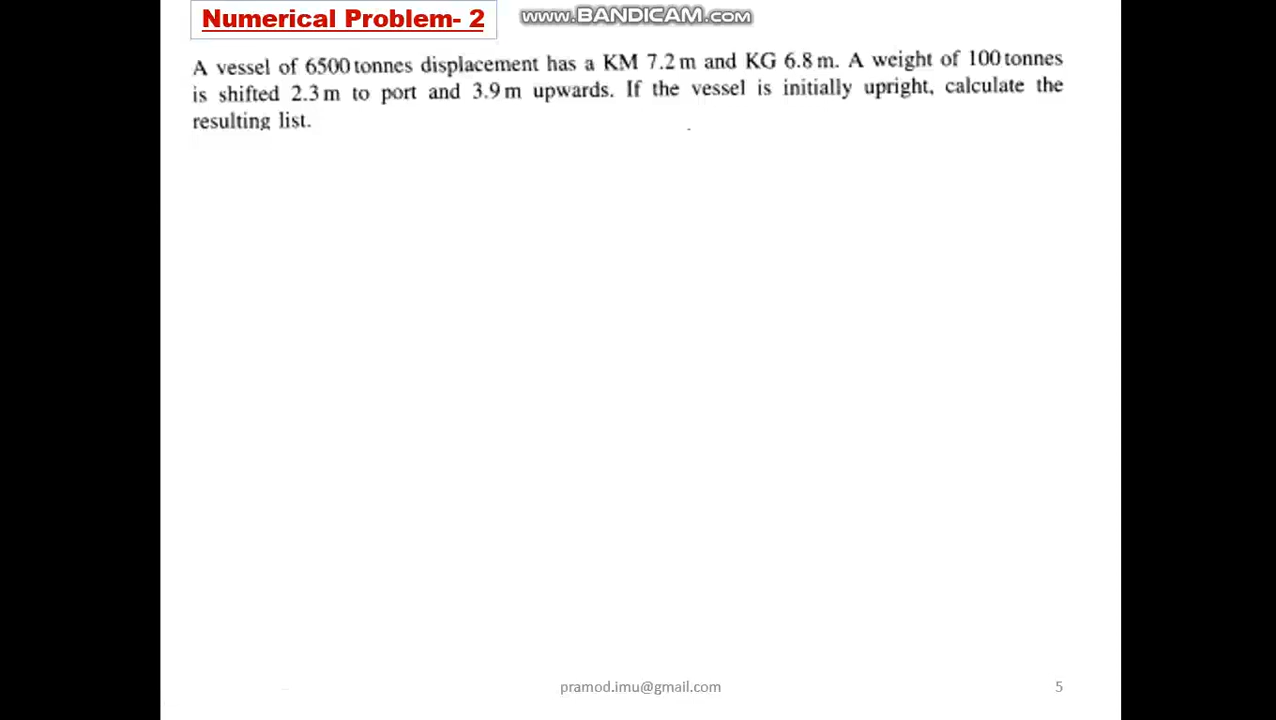 Numerical Problem- 2
www.BANDICAM.com
A vessel of 6500 tonnes displacement has a KM 7.2 m and KG 6.8 m. A weight of 100 tonnes
is shifted 2.3 m to port and 3.9 m upwards. If the vessel is initially upright, calculate the
resulting list.
pramod.imu@gmail.com
5